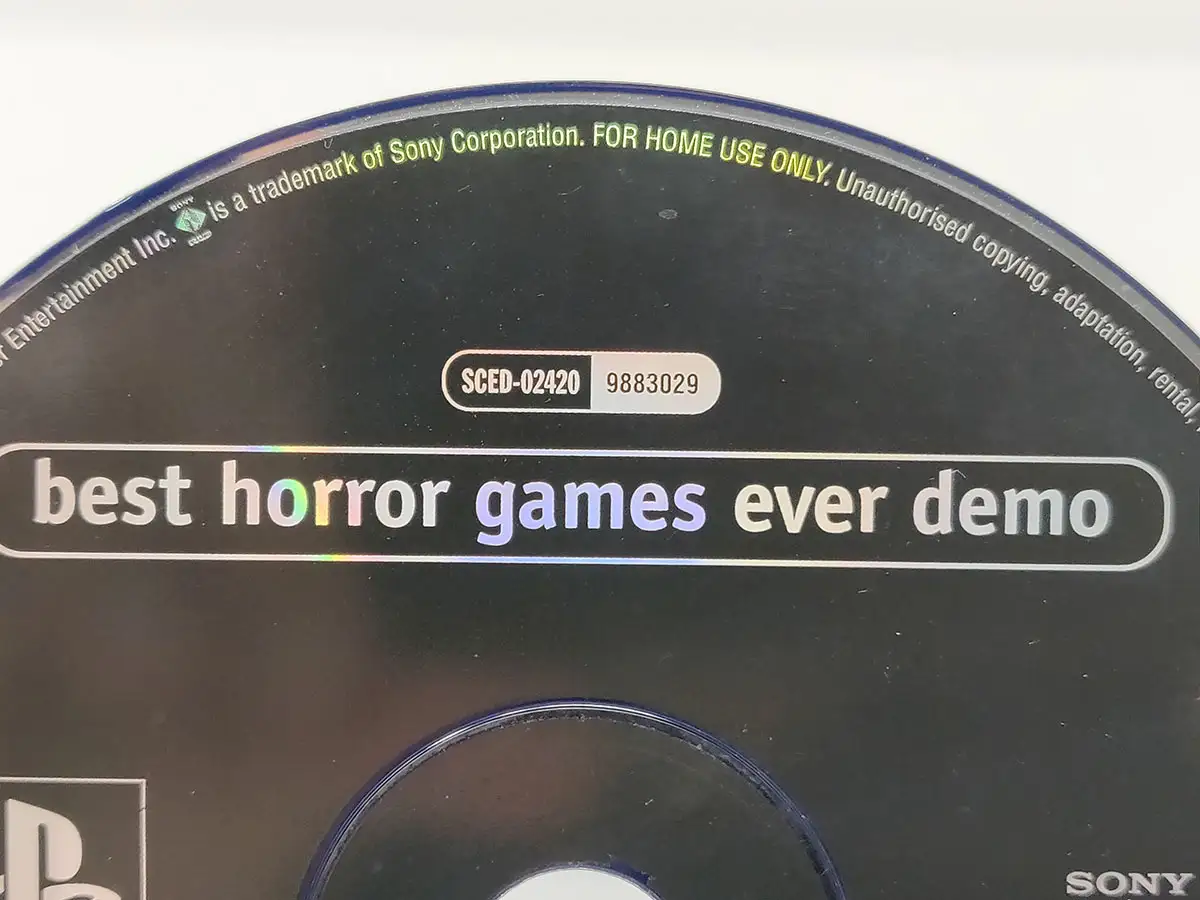 r Entertainment Inc. SONY is a trademark of Sony Corporation. FOR HOME USE ONLY. Unauthorised copying, adaptation, rental,
SCED-02420 9883029
best horror games ever demo
SONY